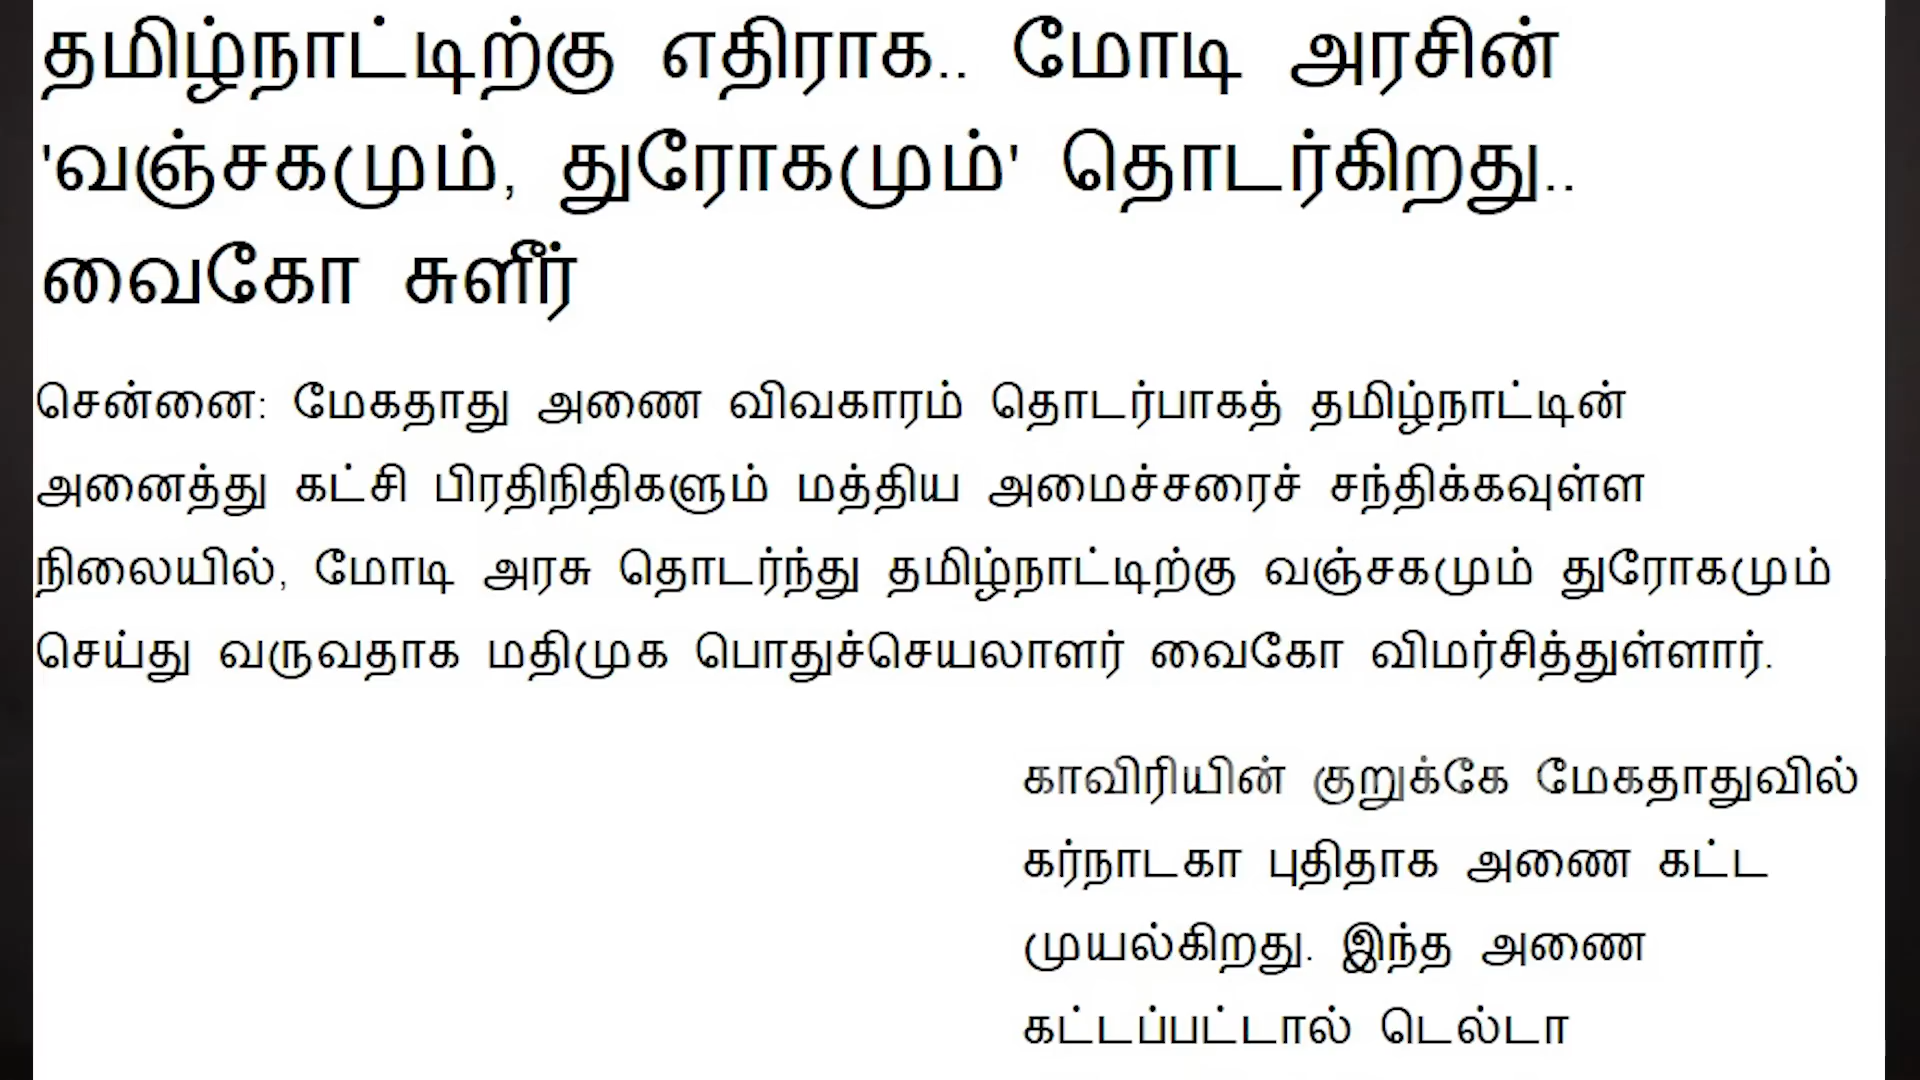 தமிழ்நாட்டிற்கு எதிராக.. மோடி அரசின்
'வஞ்சகமும், துரோகமும்' தொடர்கிறது..
வைகோ சுளீர்
சென்னை: மேகதாது அணை விவகாரம் தொடர்பாகத் தமிழ்நாட்டின்
அனைத்து கட்சி பிரதிநிதிகளும் மத்திய அமைச்சரைச் சந்திக்கவுள்ள
நிலையில், மோடி அரசு தொடர்ந்து தமிழ்நாட்டிற்கு வஞ்சகமும் துரோகமும்
செய்து வருவதாக மதிமுக பொதுச்செயலாளர் வைகோ விமர்சித்துள்ளார்.
காவிரியின் குறுக்கே மேகதாதுவில்
கர்நாடகா புதிதாக அணை கட்ட
முயல்கிறது. இந்த அணை
கட்டப்பட்டால் டெல்டா